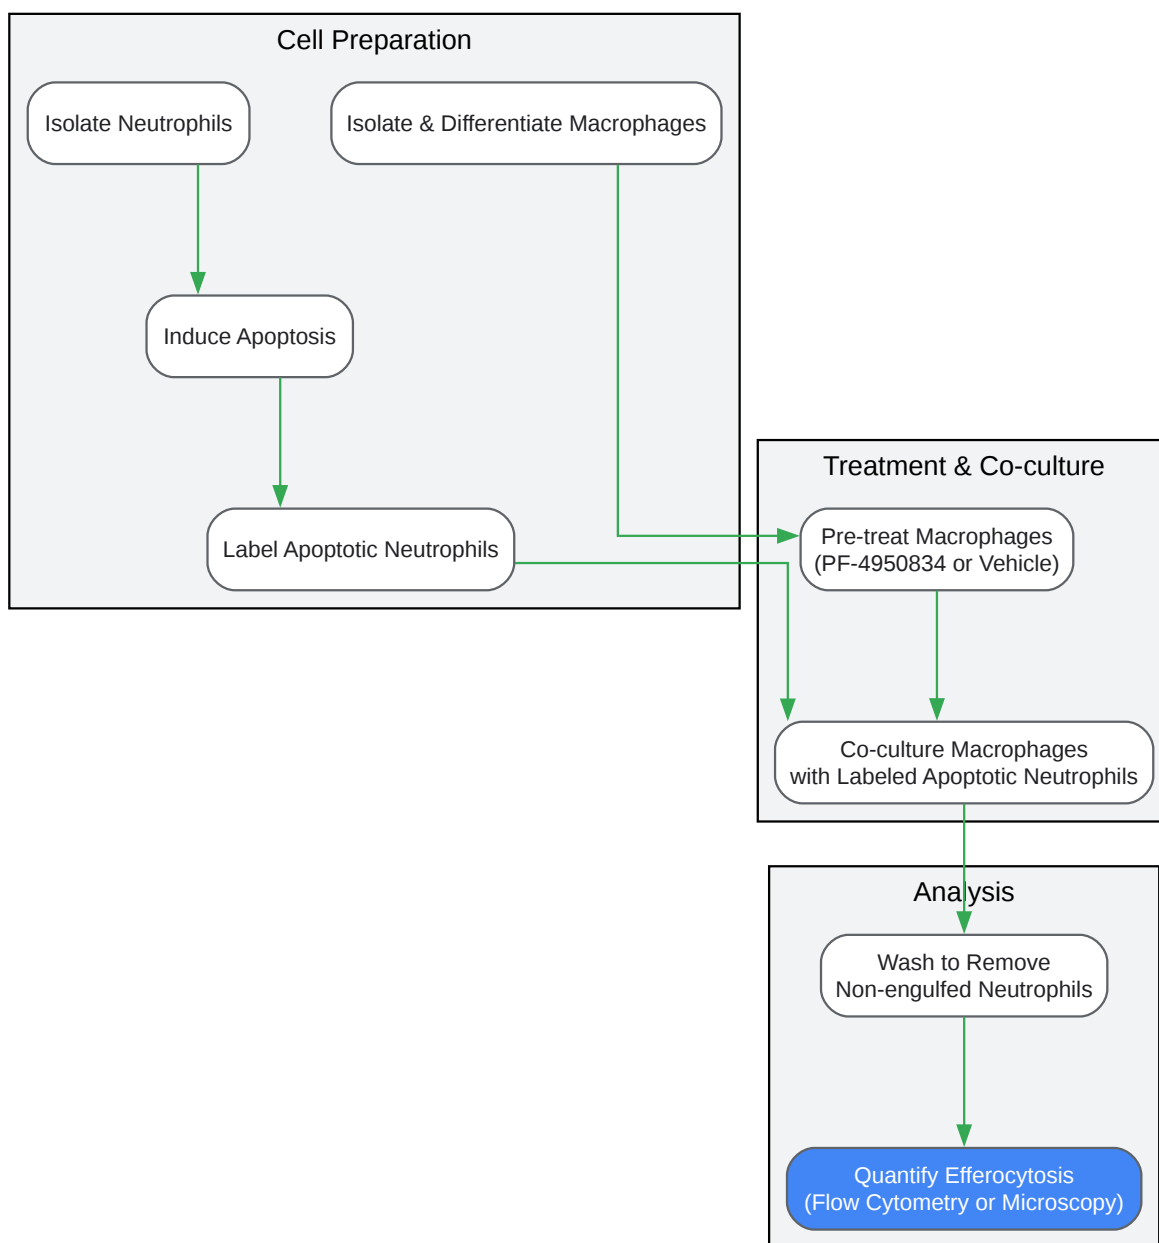 Cell Preparation
Isolate Neutrophils
Isolate & Differentiate Macrophages
Induce Apoptosis
Label Apoptotic Neutrophils
Treatment & Co-culture
Pre-treat Macrophages
(PF-4950834 or Vehicle)
Co-culture Macrophages
with Labeled Apoptotic Neutrophils
Analysis
Wash to Remove
Non-engulfed Neutrophils
Quantify Efferocytosis
(Flow Cytometry or Microscopy)